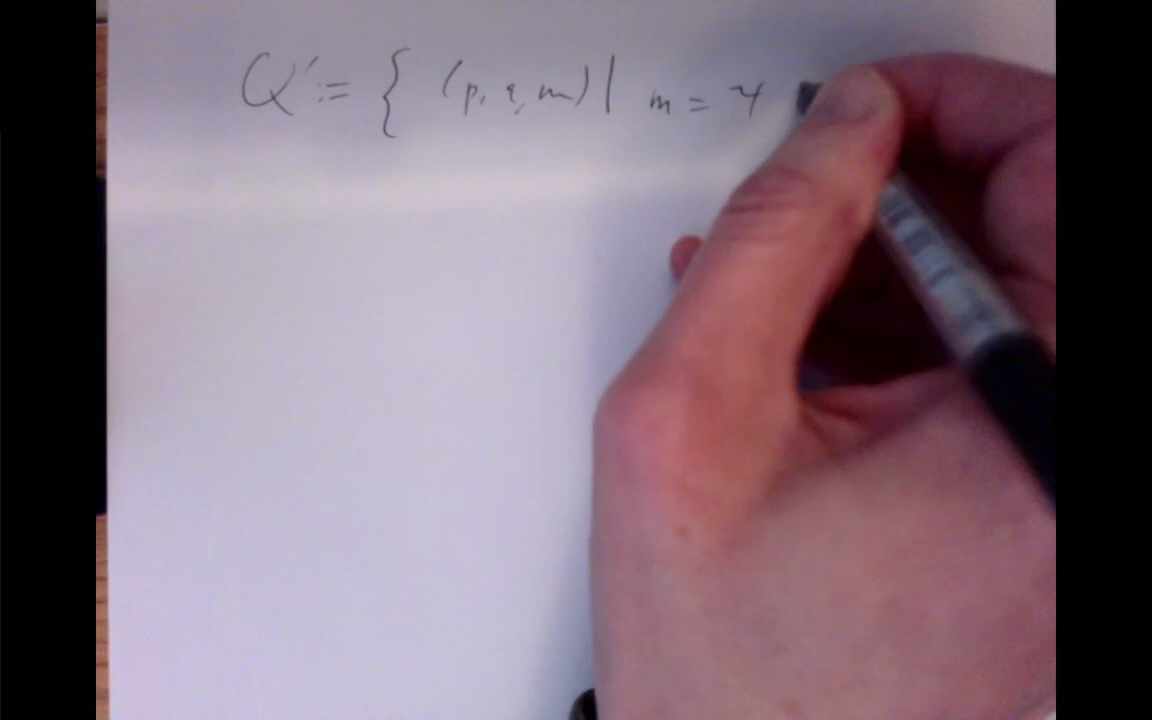 Q' := { (p, q, m) | m = 4